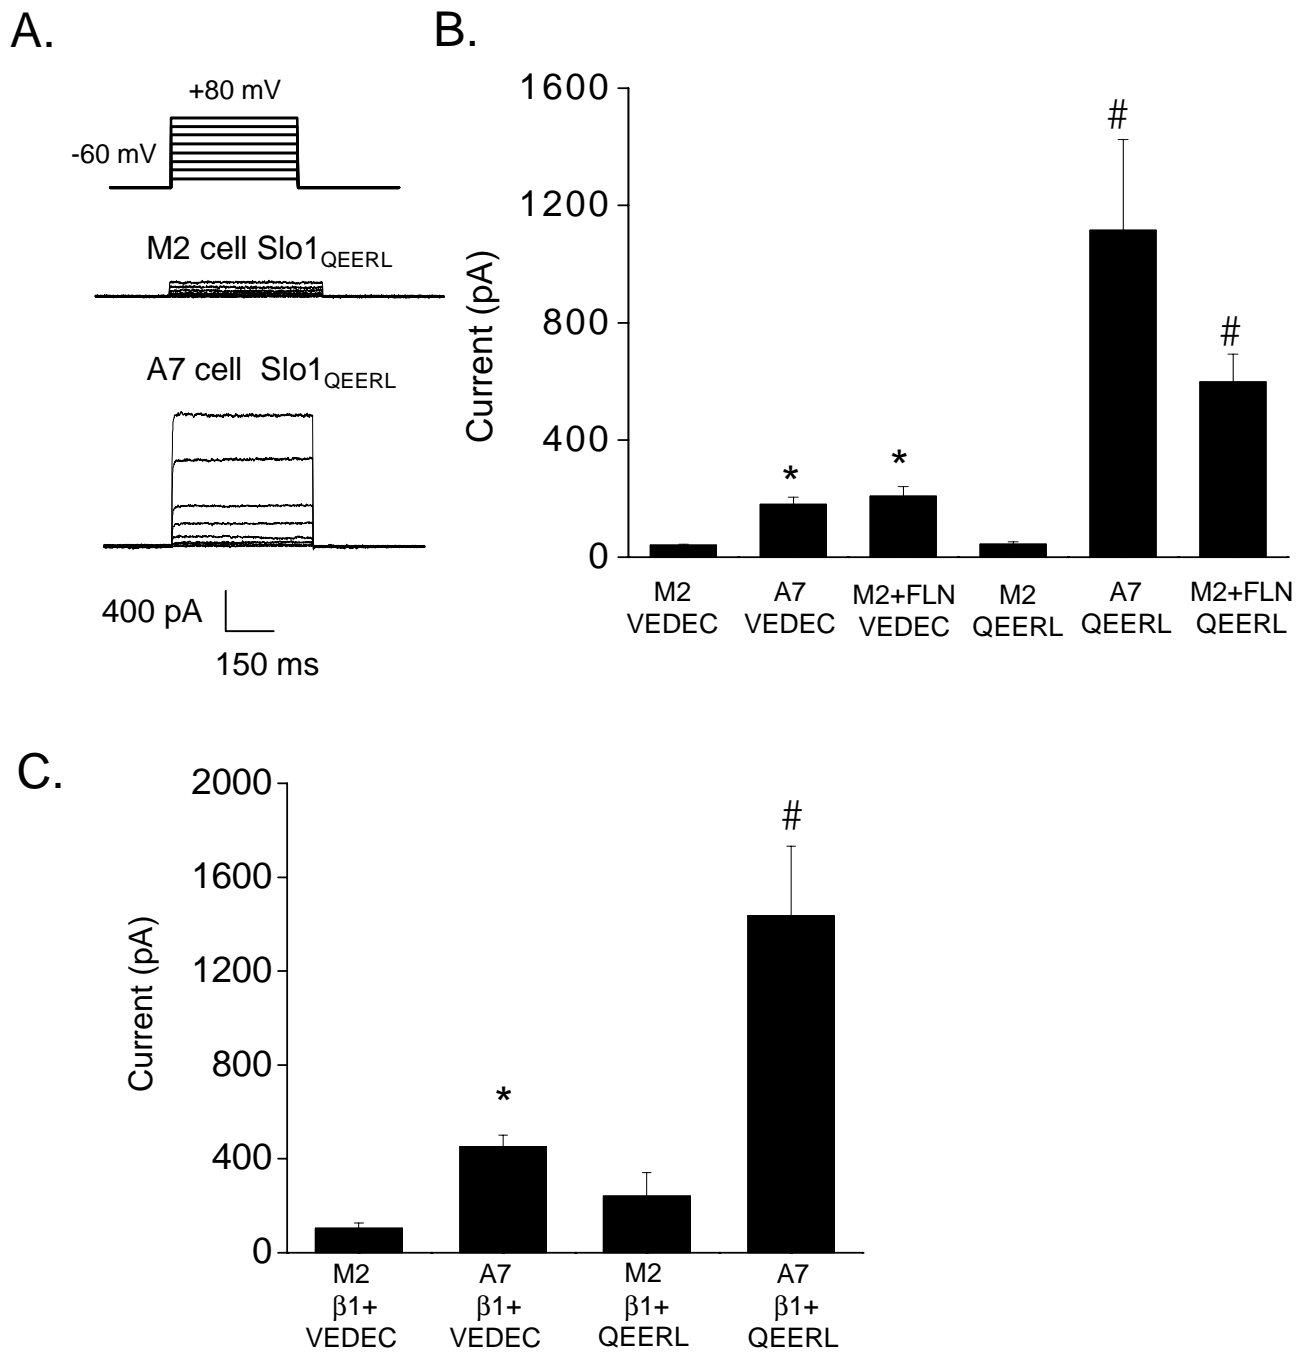 A.
+80 mV
-60 mV
M2 cell Slo1QEERL
A7 cell Slo1QEERL
400 pA
150 ms
B.
1600
1200
800
400
0
Current (pA)
#
#
*
*
M2
VEDEC
A7
VEDEC
M2+FLN
VEDEC
M2
QEERL
A7
QEERL
M2+FLN
QEERL
C.
2000
1600
1200
800
400
0
Current (pA)
#
*
M2
β1+
VEDEC
A7
β1+
VEDEC
M2
β1+
QEERL
A7
β1+
QEERL